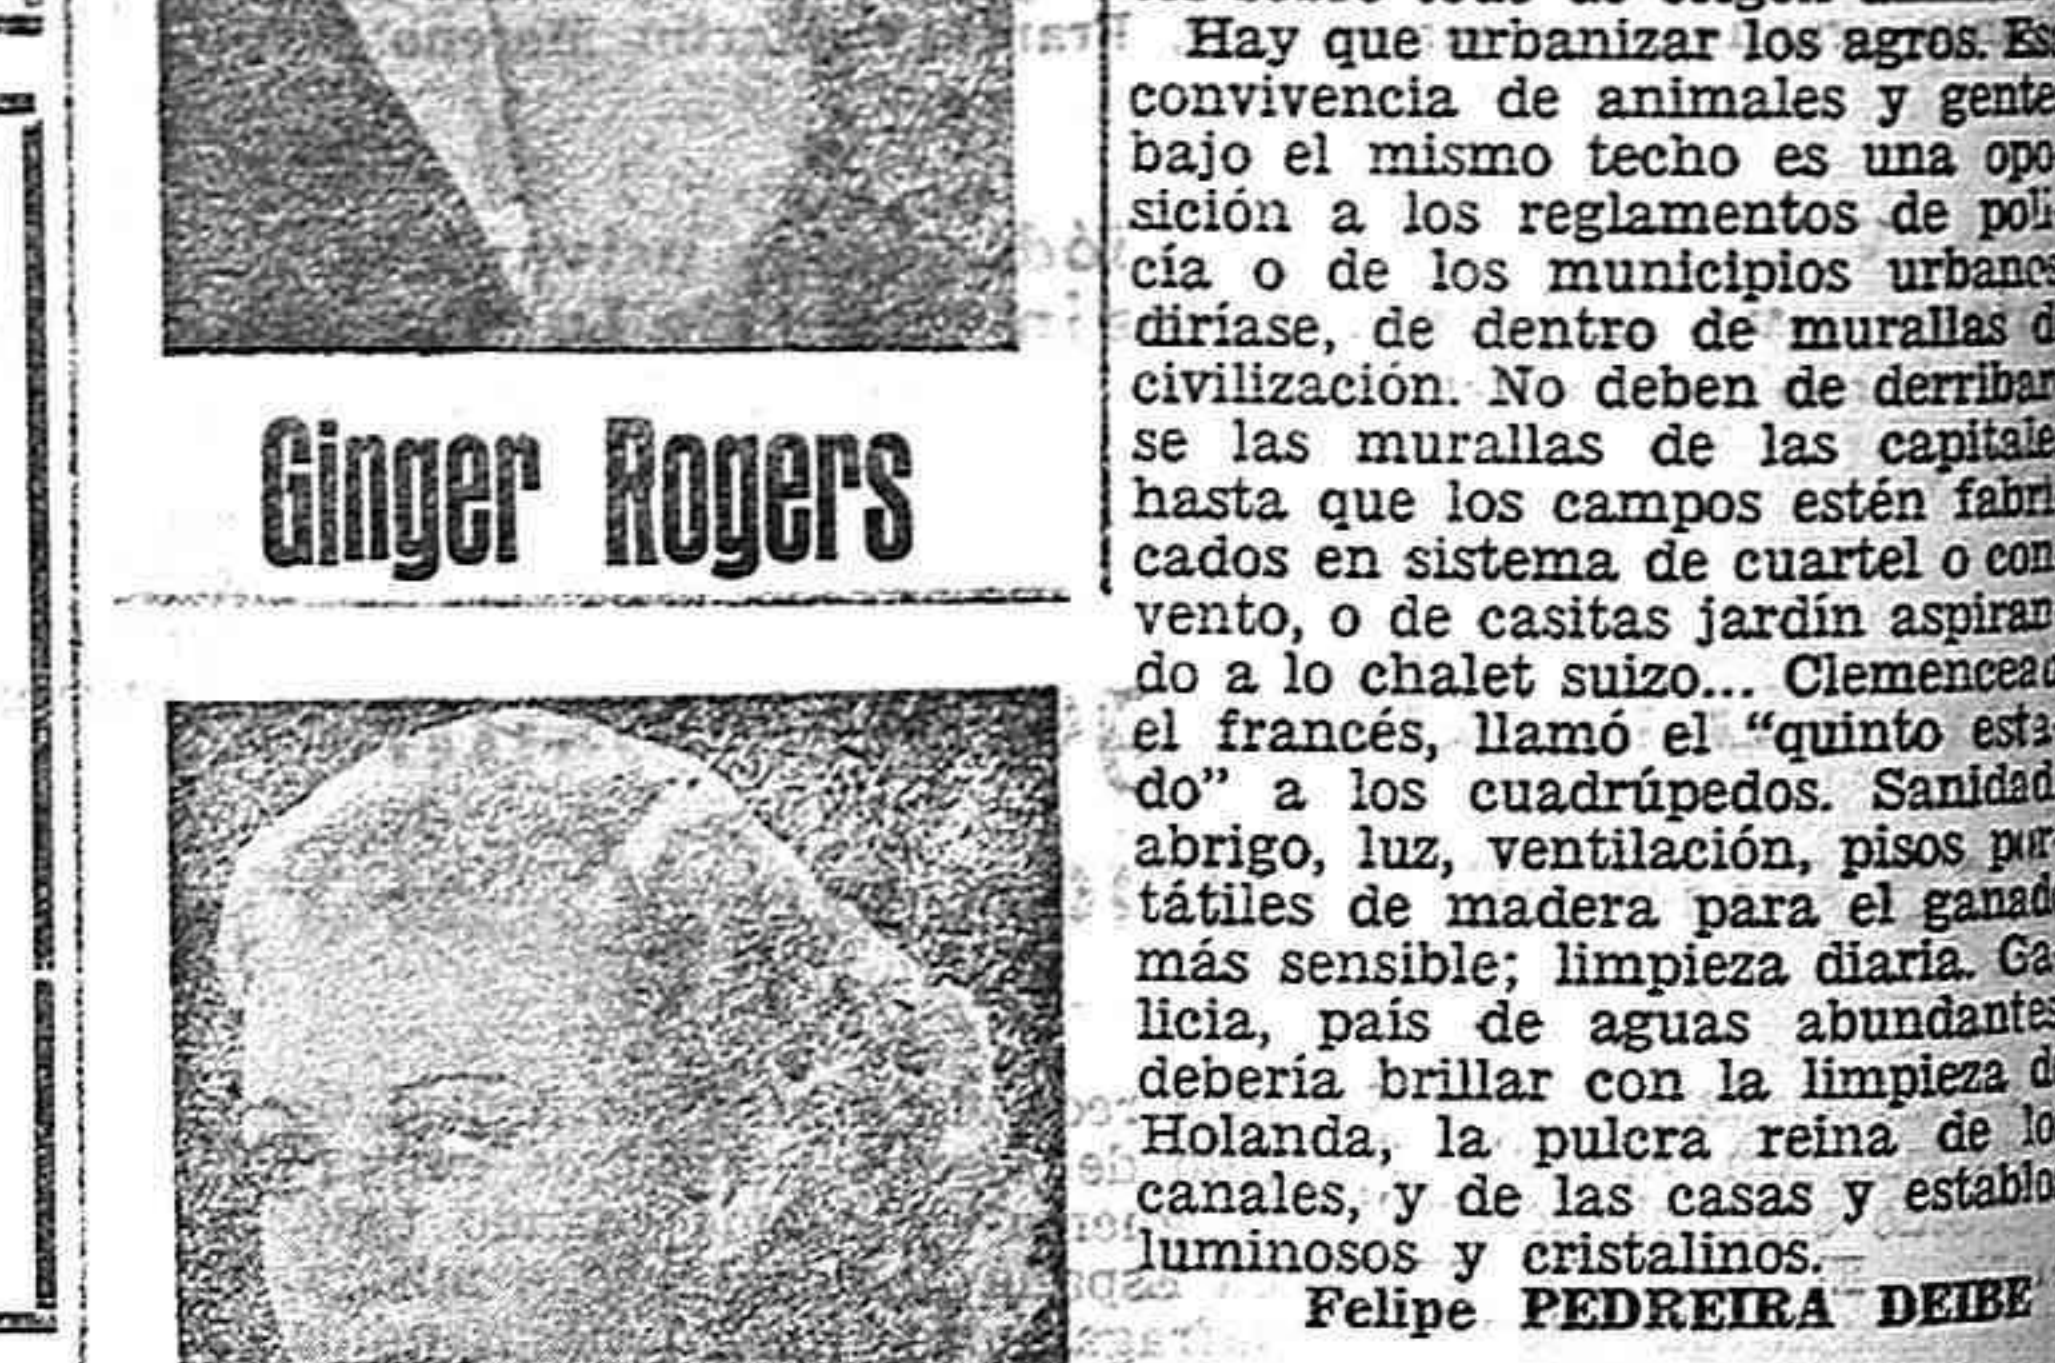 Ginger Rogers
Hay que urbanizar los agros. Es
convivencia de animales y gente
bajo el mismo techo es una opo
sición a los reglamentos de poli
cía o de los municipios urbanos
diríase, de dentro de murallas d
civilización. No deben de derribar
se las murallas de las capitale
hasta que los campos estén fabri
cados en sistema de cuartel o con
vento, o de casitas jardín aspiran
do a lo chalet suizo... Clemencea
el francés, llamó el “quinto esta-
do” a los cuadrúpedos. Sanidad
abrigo, luz, ventilación, pisos por
tátiles de madera para el ganad
más sensible; limpieza diaria. Ga-
licia, país de aguas abundantes
debería brillar con la limpieza d
Holanda, la pulcra reina de lo
canales, y de las casas y establo
luminosos y cristalinos.—
Felipe PEDREIRA DEIBE